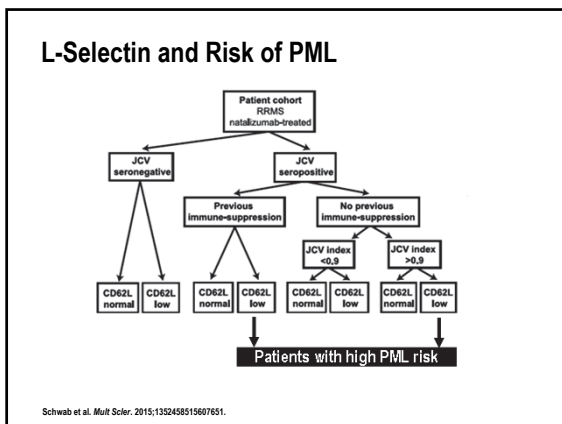 L-Selectin and Risk of PML
Patient cohort
RRMS
natalizumab-treated
JCV
seronegative
JCV
seropositive
Previous
immune-suppression
No previous
immune-suppression
JCV index
<0.9
JCV index
>0.9
CD62L
normal
CD62L
low
CD62L
normal
CD62L
low
CD62L
normal
CD62L
low
CD62L
normal
CD62L
low
Patients with high PML risk
Schwab et al. Mult Scler. 2015;1352458515607651.